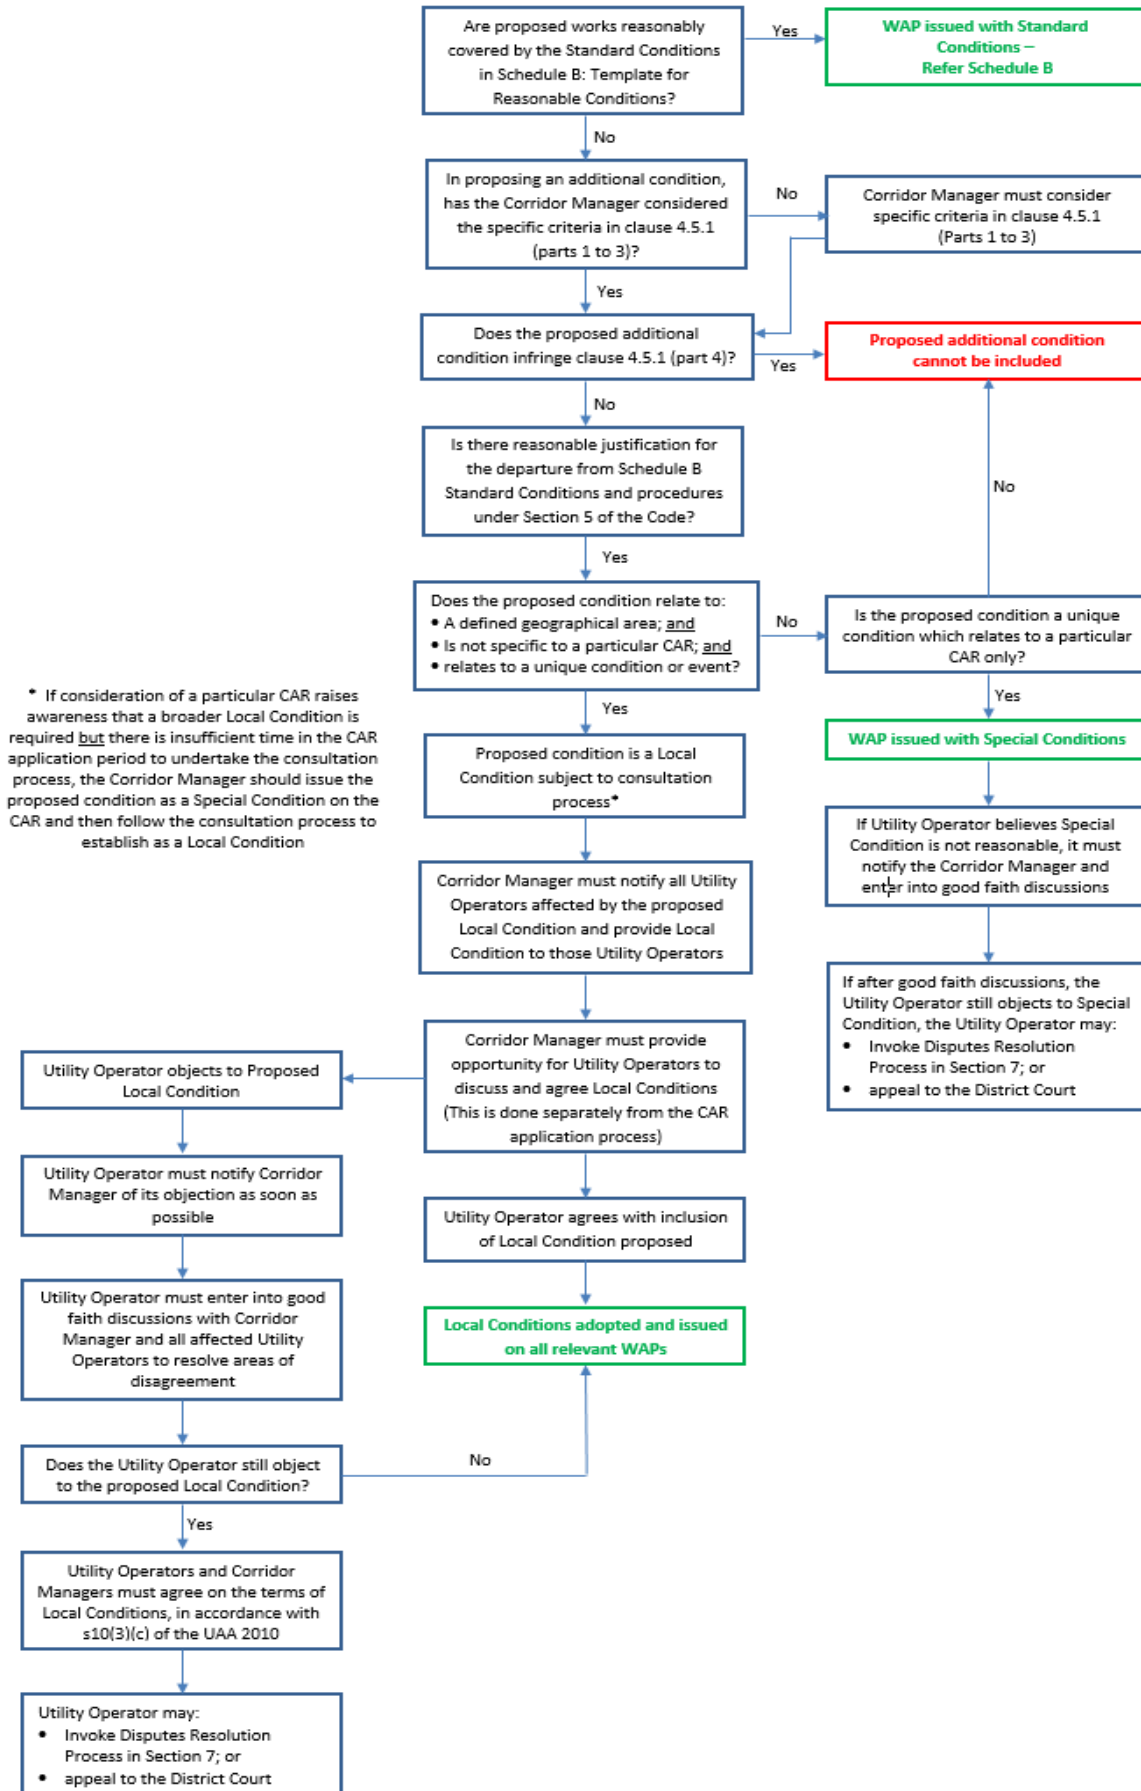 Are proposed works reasonably
covered by the Standard Conditions
in Schedule B: Template for
Reasonable Conditions?
Yes
WAP issued with Standard
Conditions –
Refer Schedule B
No
In proposing an additional condition,
has the Corridor Manager considered
the specific criteria in clause 4.5.1
(parts 1 to 3)?
No
Corridor Manager must consider
specific criteria in clause 4.5.1
(Parts 1 to 3)
Yes
Does the proposed additional
condition infringe clause 4.5.1 (part 4)?
Yes
Proposed additional condition
cannot be included
No
Is there reasonable justification for
the departure from Schedule B
Standard Conditions and procedures
under Section 5 of the Code?
No
Yes
Does the proposed condition relate to:
• A defined geographical area; and
• Is not specific to a particular CAR; and
• relates to a unique condition or event?
No
Is the proposed condition a unique
condition which relates to a particular
CAR only?
Yes
Yes
* If consideration of a particular CAR raises
awareness that a broader Local Condition is
required but there is insufficient time in the CAR
application period to undertake the consultation
process, the Corridor Manager should issue the
proposed condition as a Special Condition on the
CAR and then follow the consultation process to
establish as a Local Condition
Proposed condition is a Local
Condition subject to consultation
process*
WAP issued with Special Conditions
If Utility Operator believes Special
Condition is not reasonable, it must
notify the Corridor Manager and
enter into good faith discussions
Corridor Manager must notify all Utility
Operators affected by the proposed
Local Condition and provide Local
Condition to those Utility Operators
If after good faith discussions, the
Utility Operator still objects to Special
Condition, the Utility Operator may:
• Invoke Disputes Resolution
Process in Section 7; or
• appeal to the District Court
Corridor Manager must provide
opportunity for Utility Operators to
discuss and agree Local Conditions
(This is done separately from the CAR
application process)
Utility Operator objects to Proposed
Local Condition
Utility Operator must notify Corridor
Manager of its objection as soon as
possible
Utility Operator agrees with inclusion
of Local Condition proposed
Utility Operator must enter into good
faith discussions with Corridor
Manager and all affected Utility
Operators to resolve areas of
disagreement
Local Conditions adopted and issued
on all relevant WAPs
Does the Utility Operator still object
to the proposed Local Condition?
No
Yes
Utility Operators and Corridor
Managers must agree on the terms of
Local Conditions, in accordance with
s10(3)(c) of the UAA 2010
Utility Operator may:
• Invoke Disputes Resolution
Process in Section 7; or
• appeal to the District Court